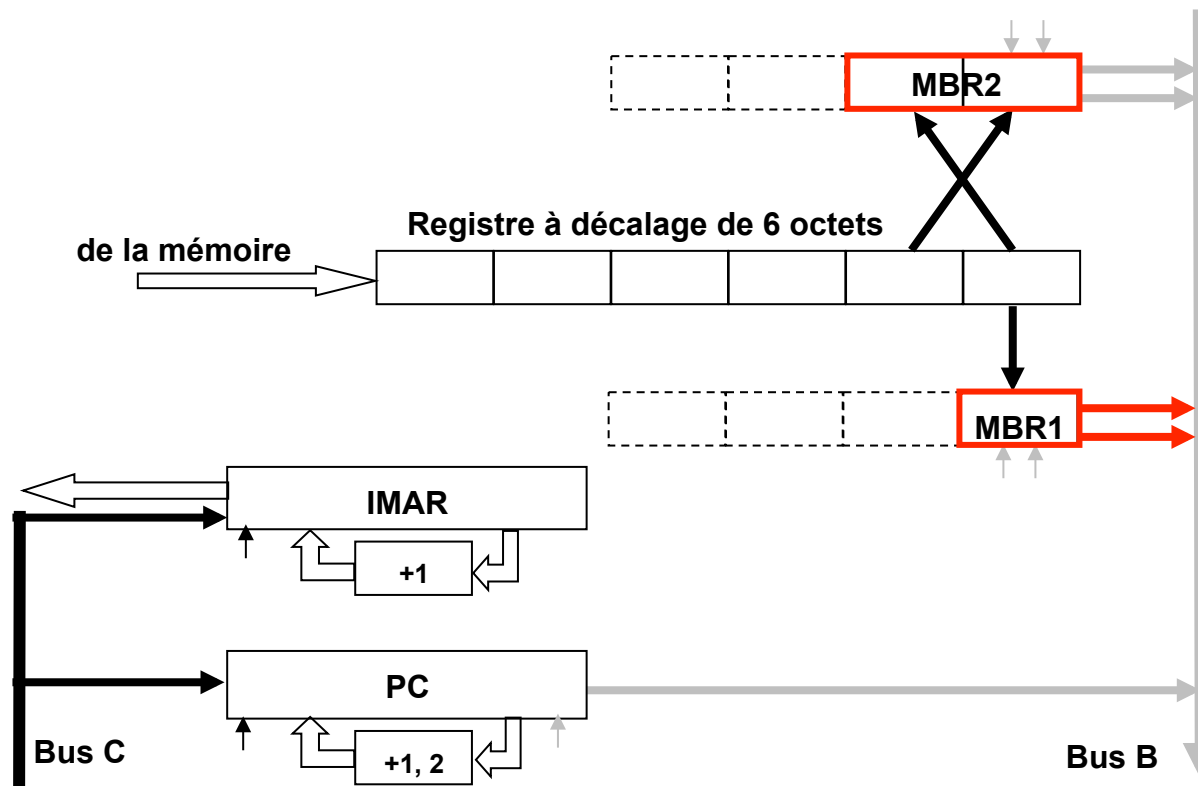 MBR2
Registre à décalage de 6 octets
de la mémoire
MBR1
IMAR
+1
PC
+1, 2
Bus C
Bus B